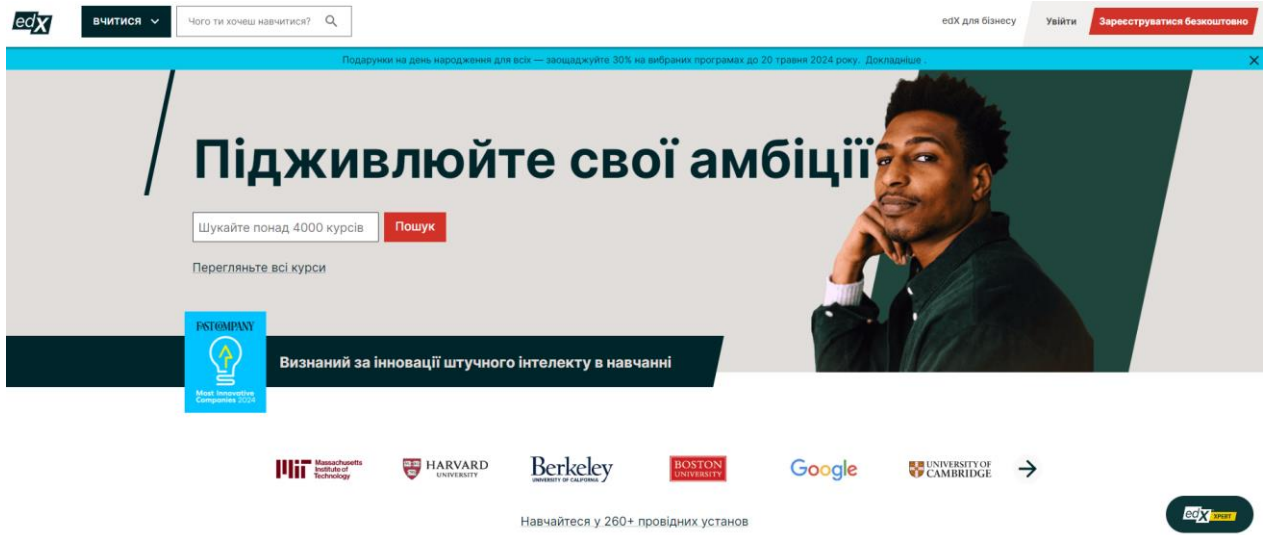 edX
ВЧИТИСЯ
Чого ти хочеш навчитися?
edX для бізнесу
Увійти
Зареєструватися безкоштовно
Подарунки на день народження для всіх — заощаджуйте 30% на вибраних програмах до 20 травня 2024 року. Докладніше .
Підживлюйте свої амбіції
Шукайте понад 4000 курсів
Пошук
Перегляньте всі курси
FAST COMPANY
Most Innovative
Companies 2024
Визнаний за інновації штучного інтелекту в навчанні
MIT Massachusetts
Institute of
Technology
HARVARD
UNIVERSITY
Berkeley
UNIVERSITY OF CALIFORNIA
BOSTON
UNIVERSITY
Google
UNIVERSITY OF
CAMBRIDGE
Навчайтеся у 260+ провідних установ
edX XPERT